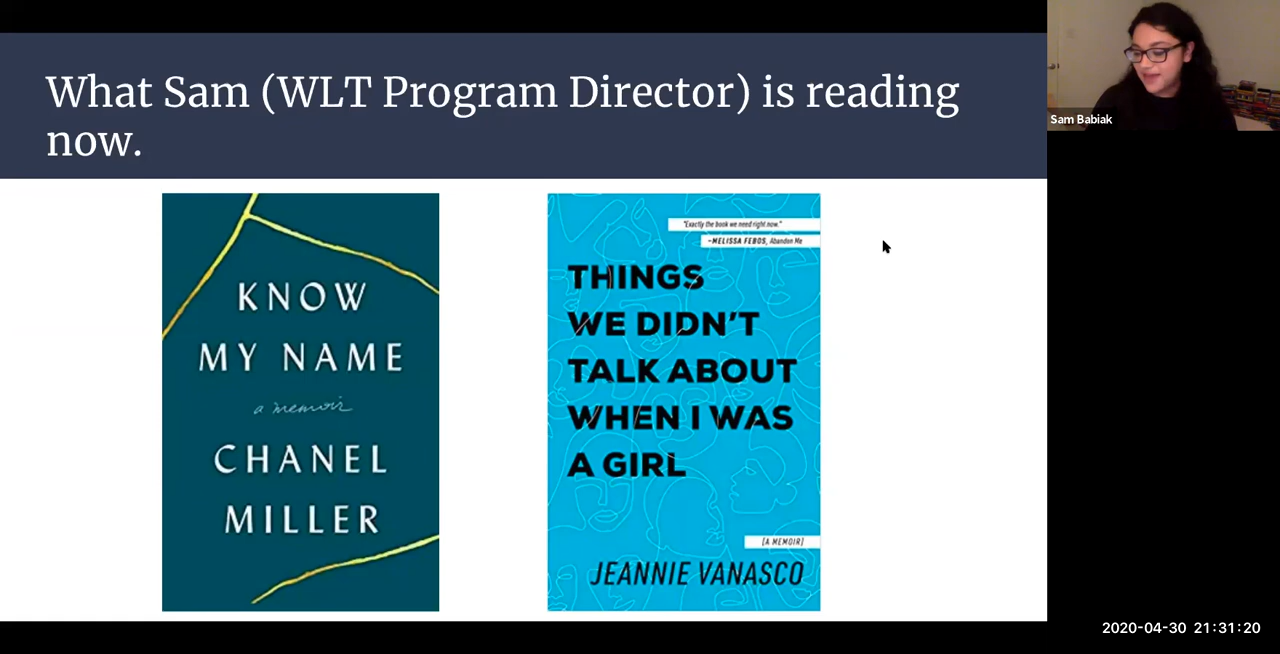 What Sam (WLT Program Director) is reading
now.
KNOW
MY NAME
a memoir
CHANEL
MILLER
"Exactly the book we need right now."
–MELISSA FEBOS, Abandon Me
THINGS
WE DIDN'T
TALK ABOUT
WHEN I WAS
A GIRL
[A MEMOIR]
JEANNIE VANASCO
Sam Babiak
2020-04-30 21:31:20